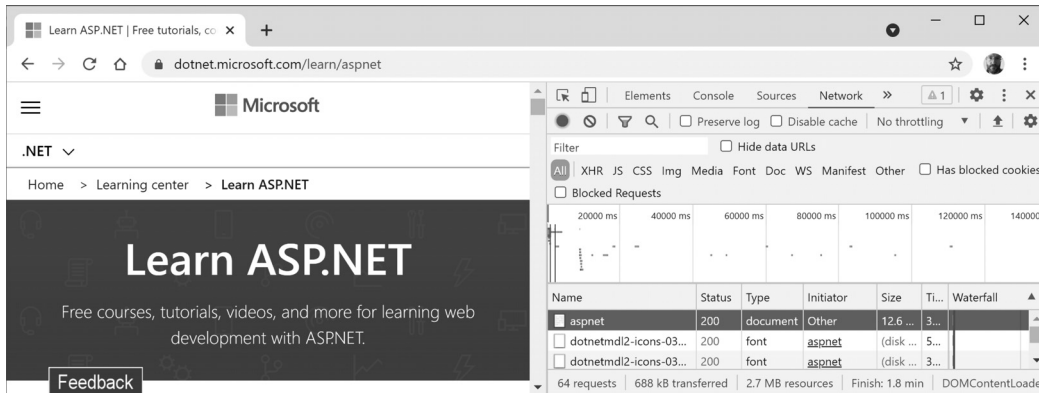 Learn ASP.NET | Free tutorials, co
dotnet.microsoft.com/learn/aspnet
Microsoft
.NET
Home > Learning center > Learn ASP.NET
Learn ASP.NET
Free courses, tutorials, videos, and more for learning web
development with ASP.NET.
Feedback
Elements Console Sources Network » 1
Preserve log Disable cache No throttling
Filter Hide data URLs
All XHR JS CSS Img Media Font Doc WS Manifest Other Has blocked cookies
Blocked Requests
20000 ms 40000 ms 60000 ms 80000 ms 100000 ms 120000 ms 140000
Name Status Type Initiator Size Ti... Waterfall
aspnet 200 document Other 12.6 ... 3...
dotnetmdl2-icons-03... 200 font aspnet (disk ... 5...
dotnetmdl2-icons-03... 200 font aspnet (disk ... 3...
64 requests 688 kB transferred 2.7 MB resources Finish: 1.8 min DOMContentLoade